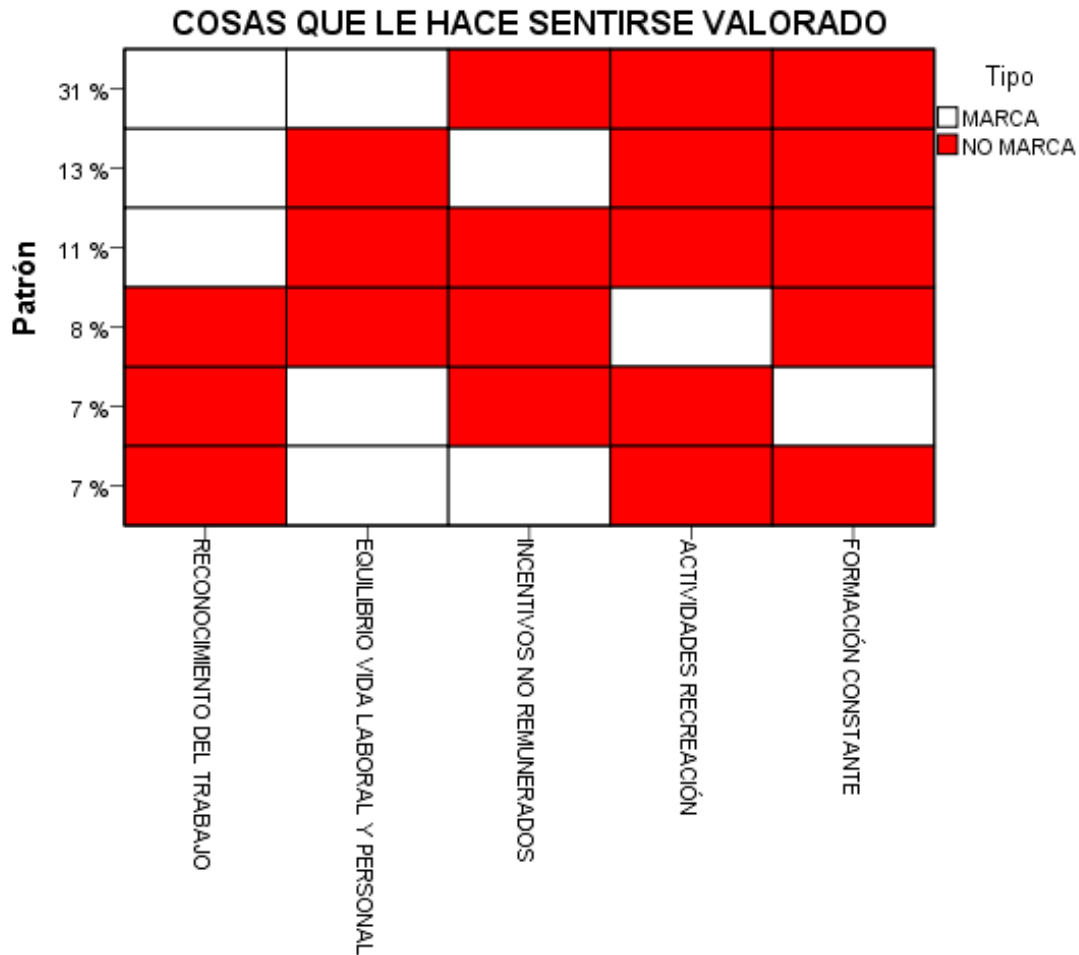 COSAS QUE LE HACE SENTIRSE VALORADO
Tipo
MARCA
NO MARCA
Patrón
31 %
13 %
11 %
8 %
7 %
7 %
RECONOCIMIENTO DEL TRABAJO
EQUILIBRIO VIDA LABORAL Y PERSONAL
INCENTIVOS NO REMUNERADOS
ACTIVIDADES RECREACIÓN
FORMACIÓN CONSTANTE